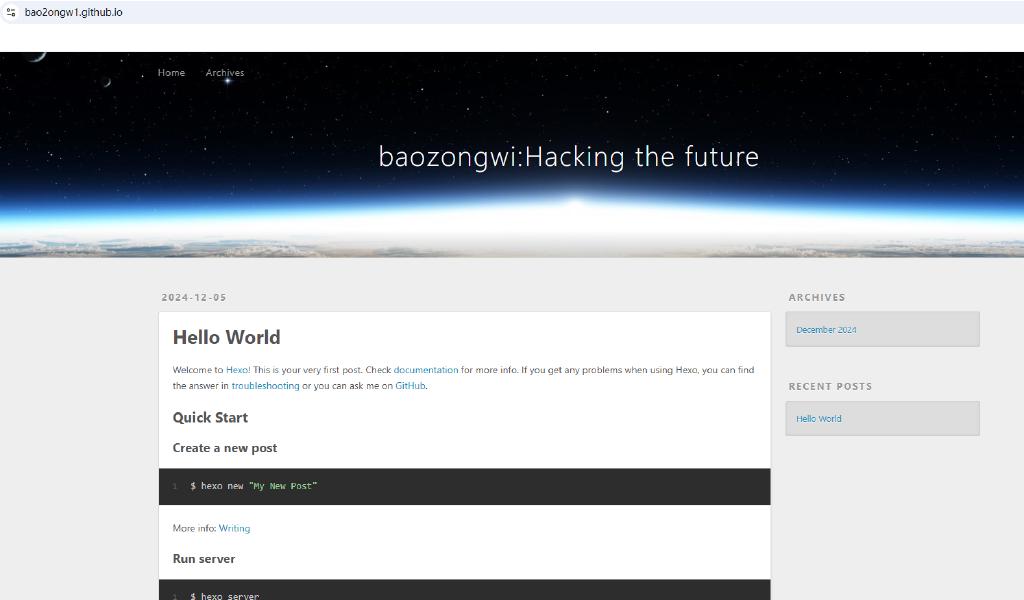 bao2ongw1.github.io
Home Archives
baozongwi:Hacking the future
2024-12-05
Hello World
Welcome to Hexo! This is your very first post. Check documentation for more info. If you get any problems when using Hexo, you can find
the answer in troubleshooting or you can ask me on GitHub.
Quick Start
Create a new post
1 $ hexo new "My New Post"
More info: Writing
Run server
1 $ hexo server
ARCHIVES
December 2024
RECENT POSTS
Hello World